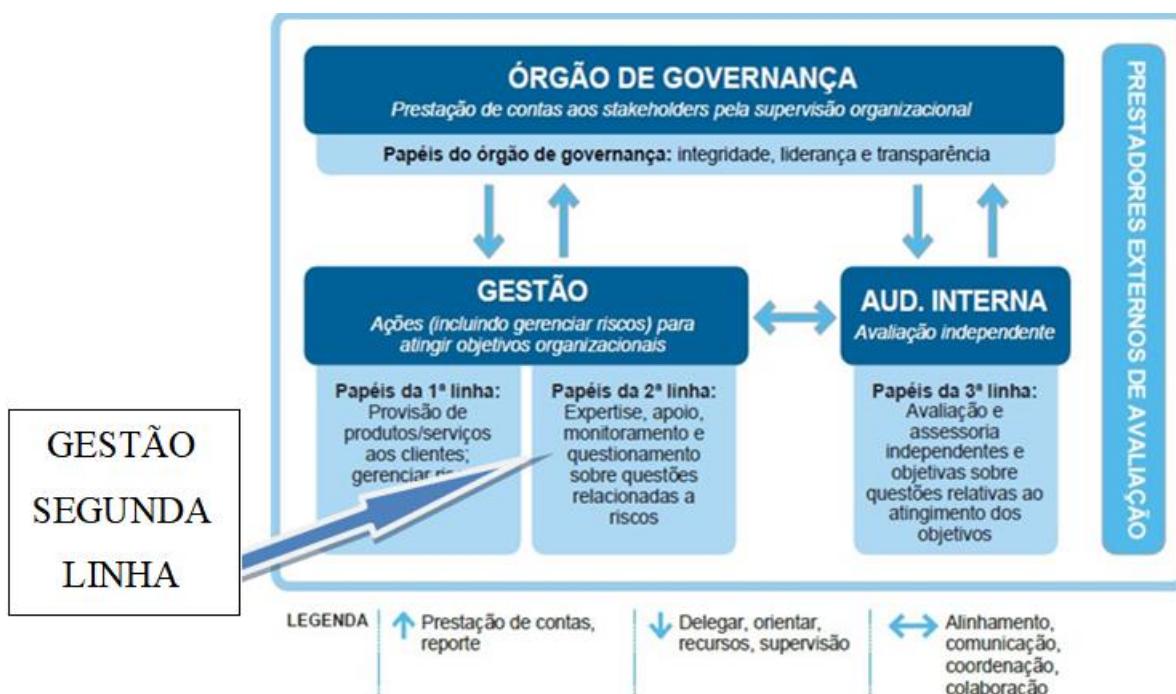 ÓRGÃO DE GOVERNANÇA
Prestação de contas aos stakeholders pela supervisão organizacional
Papéis do órgão de governança: integridade, liderança e transparência
GESTÃO
Ações (incluindo gerenciar riscos) para
atingir objetivos organizacionais
Papéis da 1ª linha:
Provisão de
produtos/serviços
aos clientes;
gerenciar
Papéis da 2ª linha:
Expertise, apoio,
monitoramento e
questionamento
sobre questões
relacionadas a
riscos
AUD. INTERNA
Avaliação independente
Papéis da 3ª linha:
Avaliação e
assessoria
independentes e
objetivas sobre
questões relativas ao
atingimento dos
objetivos
PRESTADORES EXTERNOS DE AVALIAÇÃO
GESTÃO
SEGUNDA
LINHA
LEGENDA
Prestação de contas,
reporte
Delegar, orientar,
recursos, supervisão
Alinhamento,
comunicação,
coordenação,
colaboração